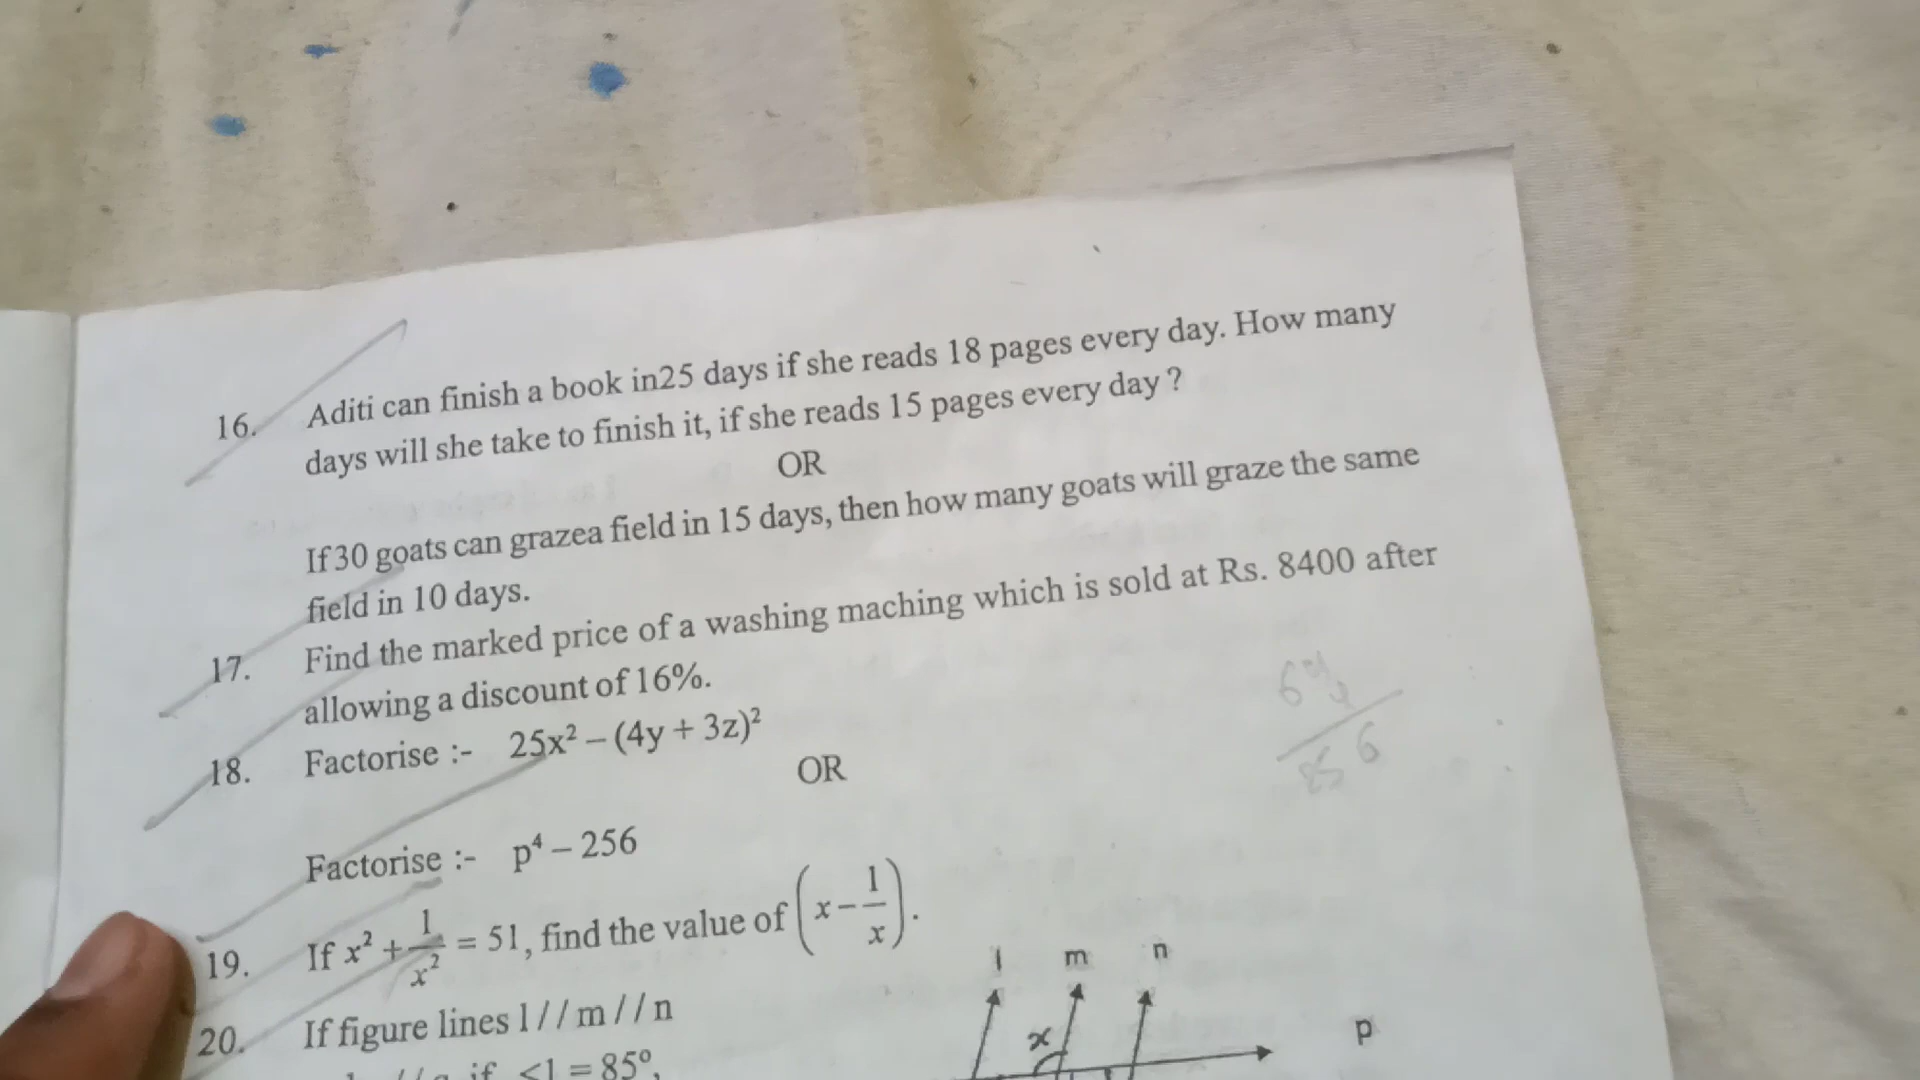 16. Aditi can finish a book in25 days if she reads 18 pages every day. How many
days will she take to finish it, if she reads 15 pages every day ?
OR
If 30 goats can grazea field in 15 days, then how many goats will graze the same
field in 10 days.
17. Find the marked price of a washing maching which is sold at Rs. 8400 after
allowing a discount of 16%.
18. Factorise :- 25x² – (4y + 3z)²
OR
Factorise :- p⁴ – 256
19. If x² + 1/x² = 51, find the value of (x – 1/x).
20. If figure lines l // m // n
if <1 = 85°,
l m n
x
p